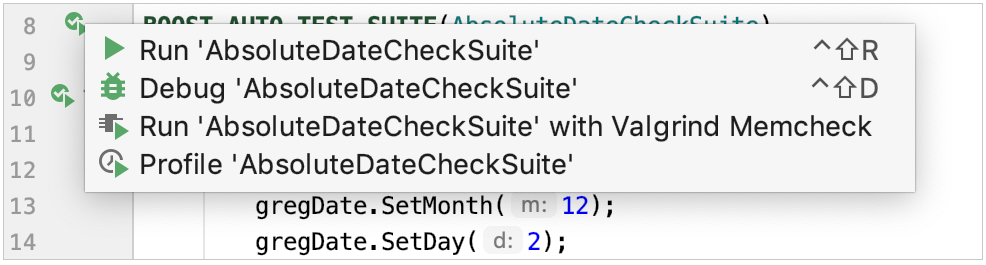 8 BOOST_AUTO_TEST_SUITE(AbsoluteDateCheckSuite)
Run 'AbsoluteDateCheckSuite' ^⇧R
9
Debug 'AbsoluteDateCheckSuite' ^⇧D
10
Run 'AbsoluteDateCheckSuite' with Valgrind Memcheck
11
Profile 'AbsoluteDateCheckSuite'
12
13 gregDate.SetMonth( m: 12);
14 gregDate.SetDay( d: 2);